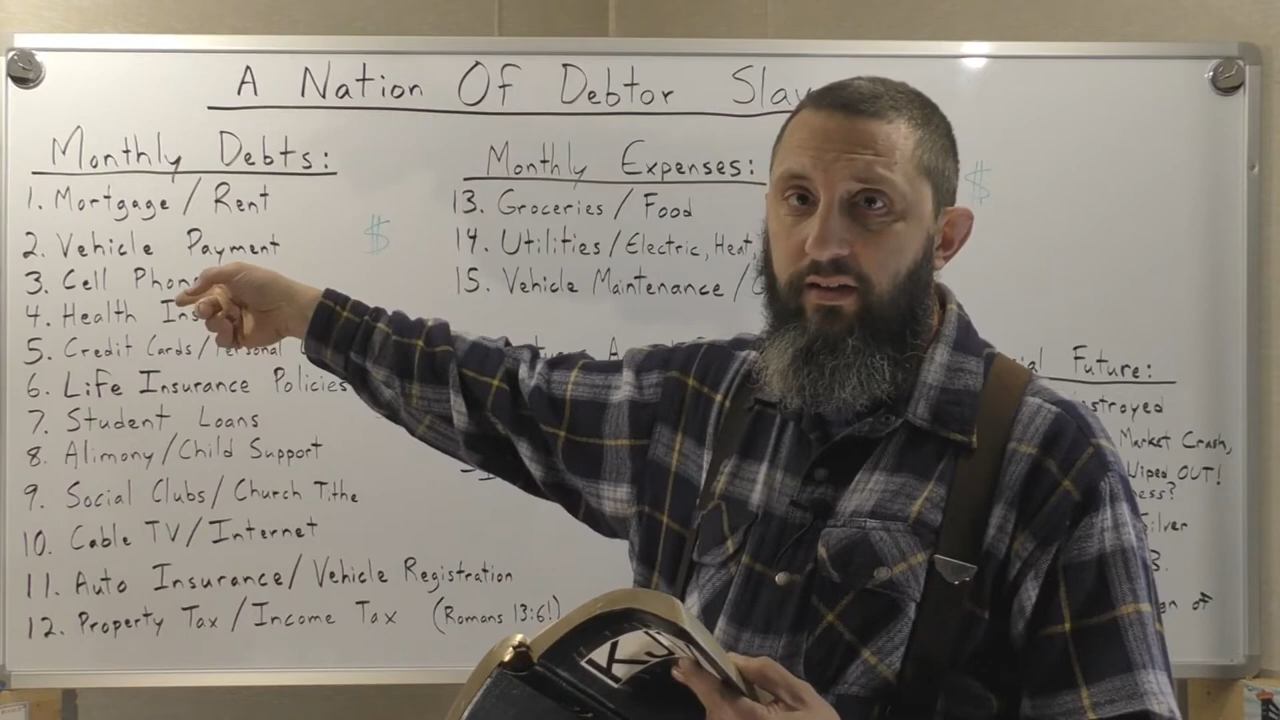 A Nation Of Debtor
Monthly Debts:
1. Mortgage / Rent
2. Vehicle Payment
3. Cell
4. Health
5. Credit Cards/
6. Life Insurance Policies
7. Student Loans
8. Alimony/Child Support
9. Social Clubs/Church Tithe
10. Cable TV/Internet
11. Auto Insurance/Vehicle Registration
12. Property Tax/Income Tax (Romans 13:6!)
$
Monthly Expenses:
13. Groceries/Food
14. Utilities/Electric, Heat,
15. Vehicle Maintenance/
$
Future:
Market Crash,
Wiped OUT!
Silver
of
KJ